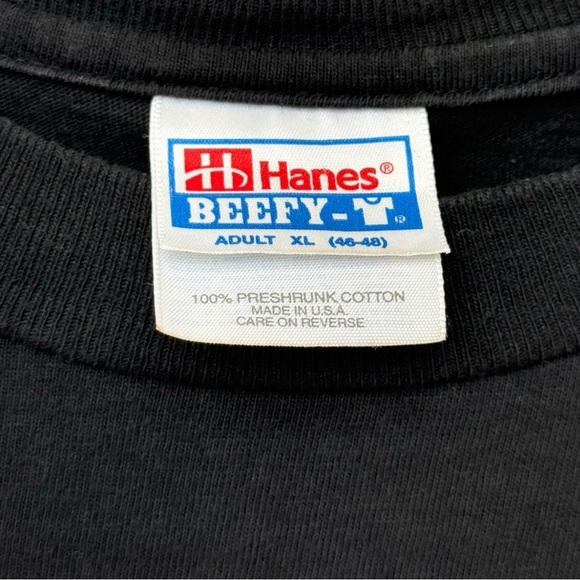 Hanes®
BEEFY-T®
ADULT XL (46-48)
100% PRESHRUNK COTTON
MADE IN U.S.A.
CARE ON REVERSE